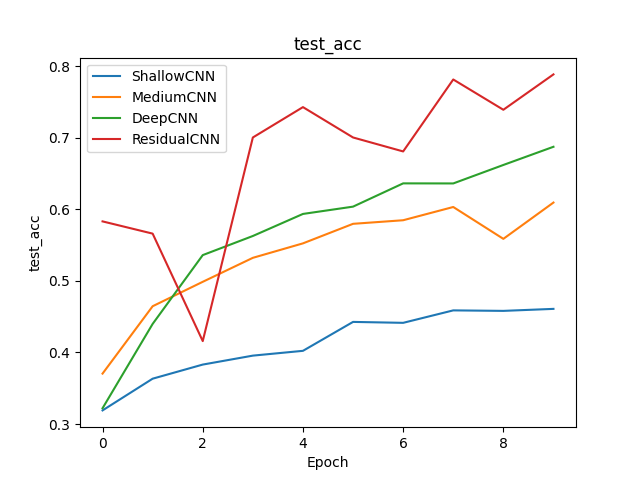 test_acc
ShallowCNN
MediumCNN
DeepCNN
ResidualCNN
test_acc
0.8
0.7
0.6
0.5
0.4
0.3
0 2 4 6 8
Epoch